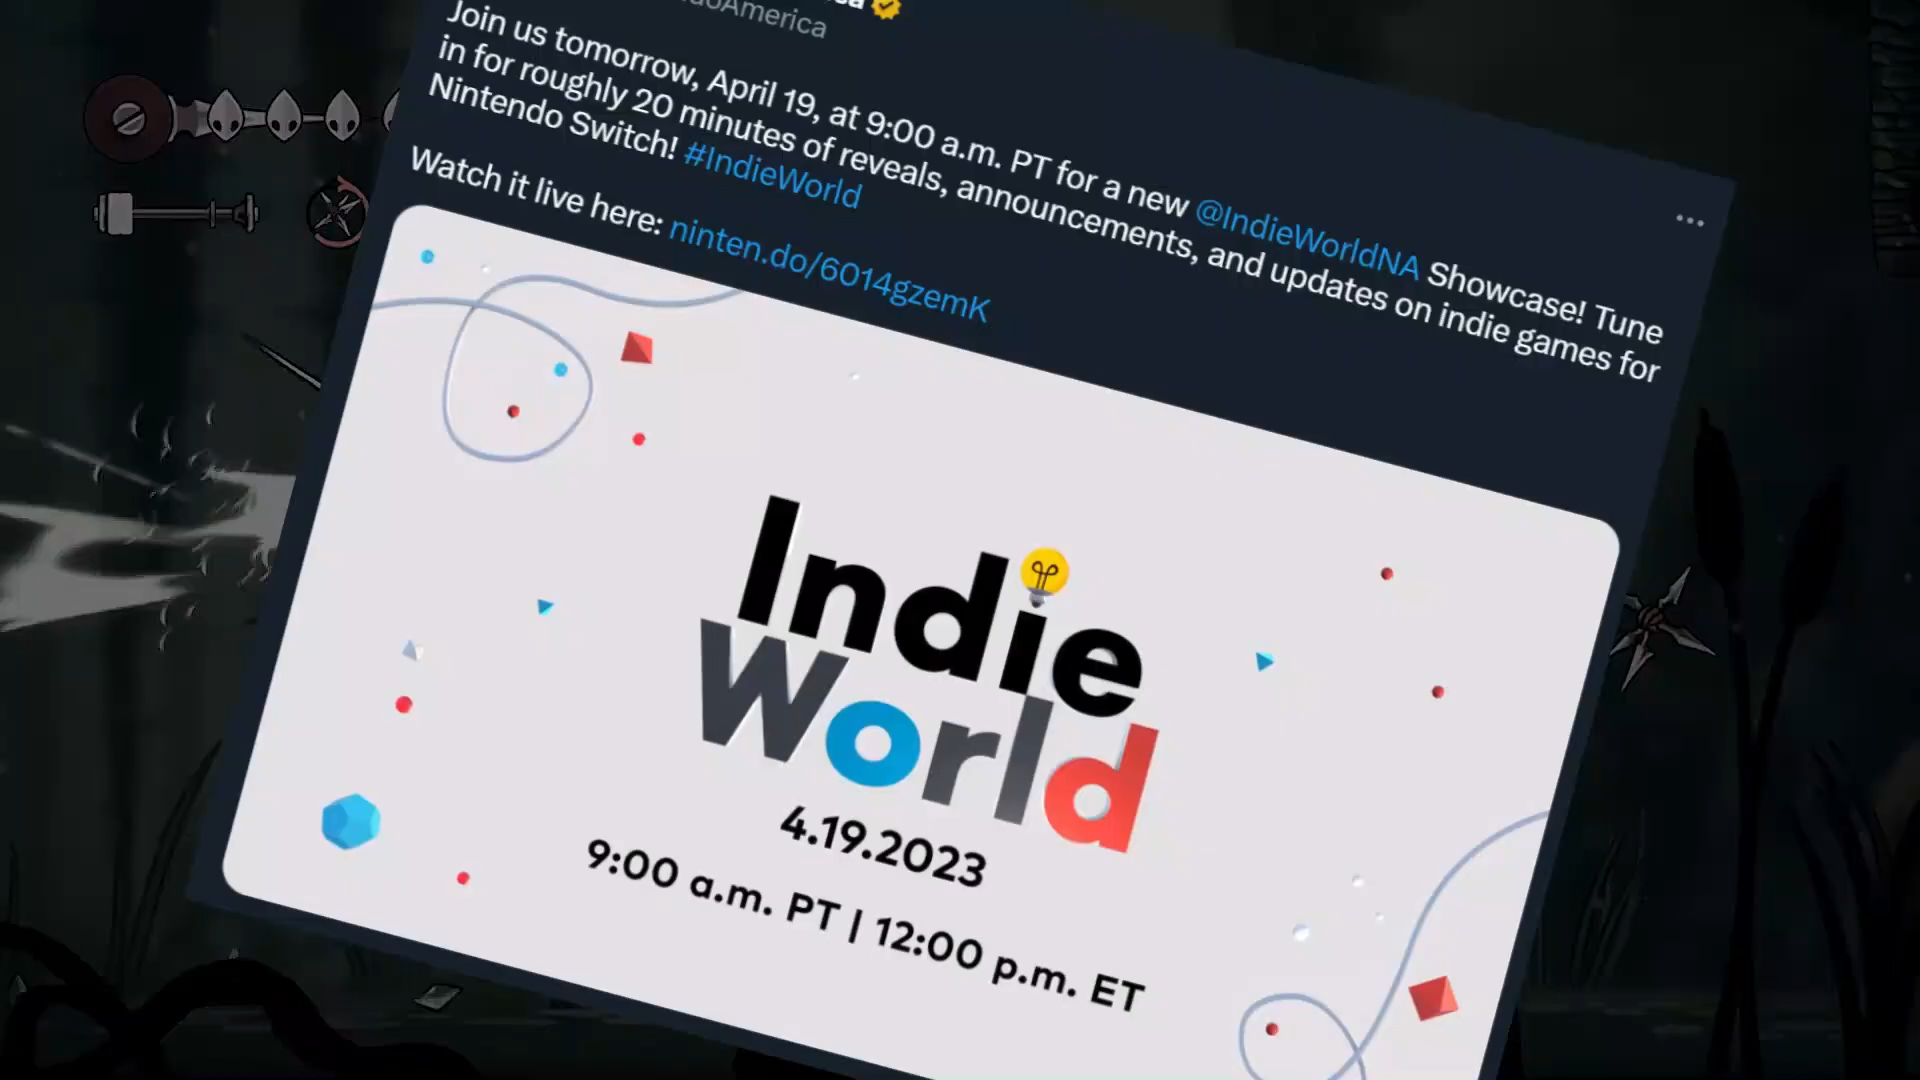 Join us tomorrow, April 19, at 9:00 a.m. PT for a new @IndieWorldNA Showcase! Tune
in for roughly 20 minutes of reveals, announcements, and updates on indie games for
Nintendo Switch! #IndieWorld
Watch it live here: ninten.do/6014gzemK
Indie
World
4.19.2023
9:00 a.m. PT | 12:00 p.m. ET